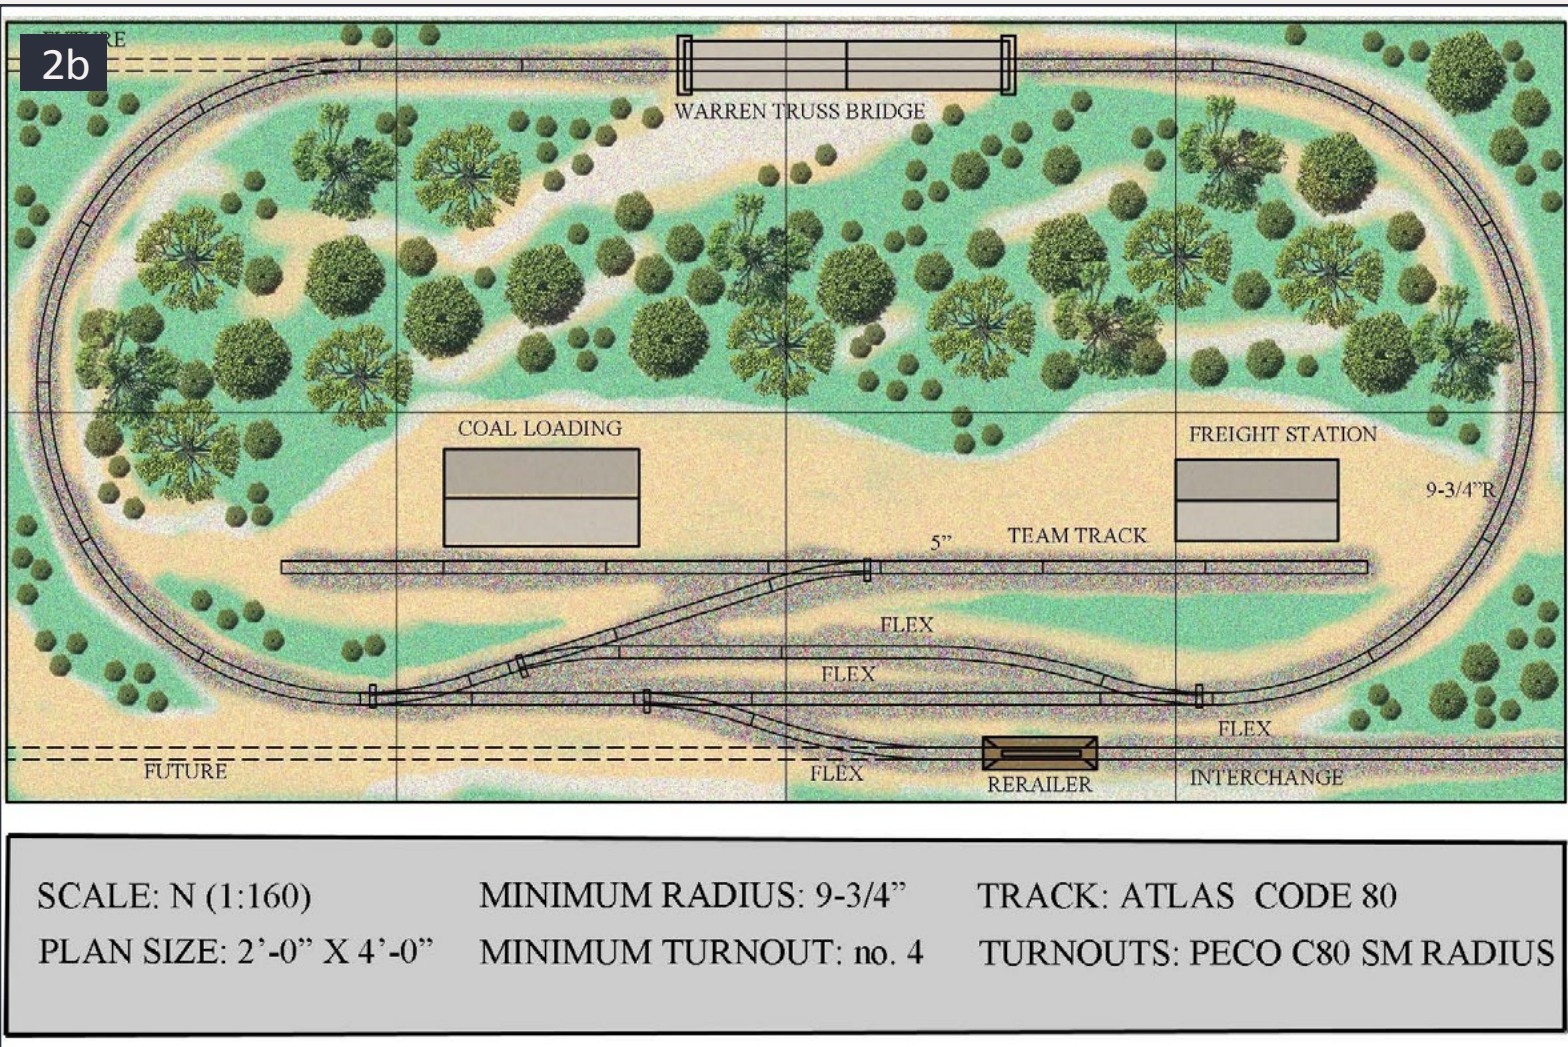 FUTURE
2b
WARREN TRUSS BRIDGE
COAL LOADING
FREIGHT STATION
9-3/4”R
5”
TEAM TRACK
FLEX
FLEX
FLEX
FUTURE
FLEX
RERAILER
INTERCHANGE
SCALE: N (1:160)
MINIMUM RADIUS: 9-3/4”
TRACK: ATLAS CODE 80
PLAN SIZE: 2’-0” X 4’-0”
MINIMUM TURNOUT: no. 4
TURNOUTS: PECO C80 SM RADIUS